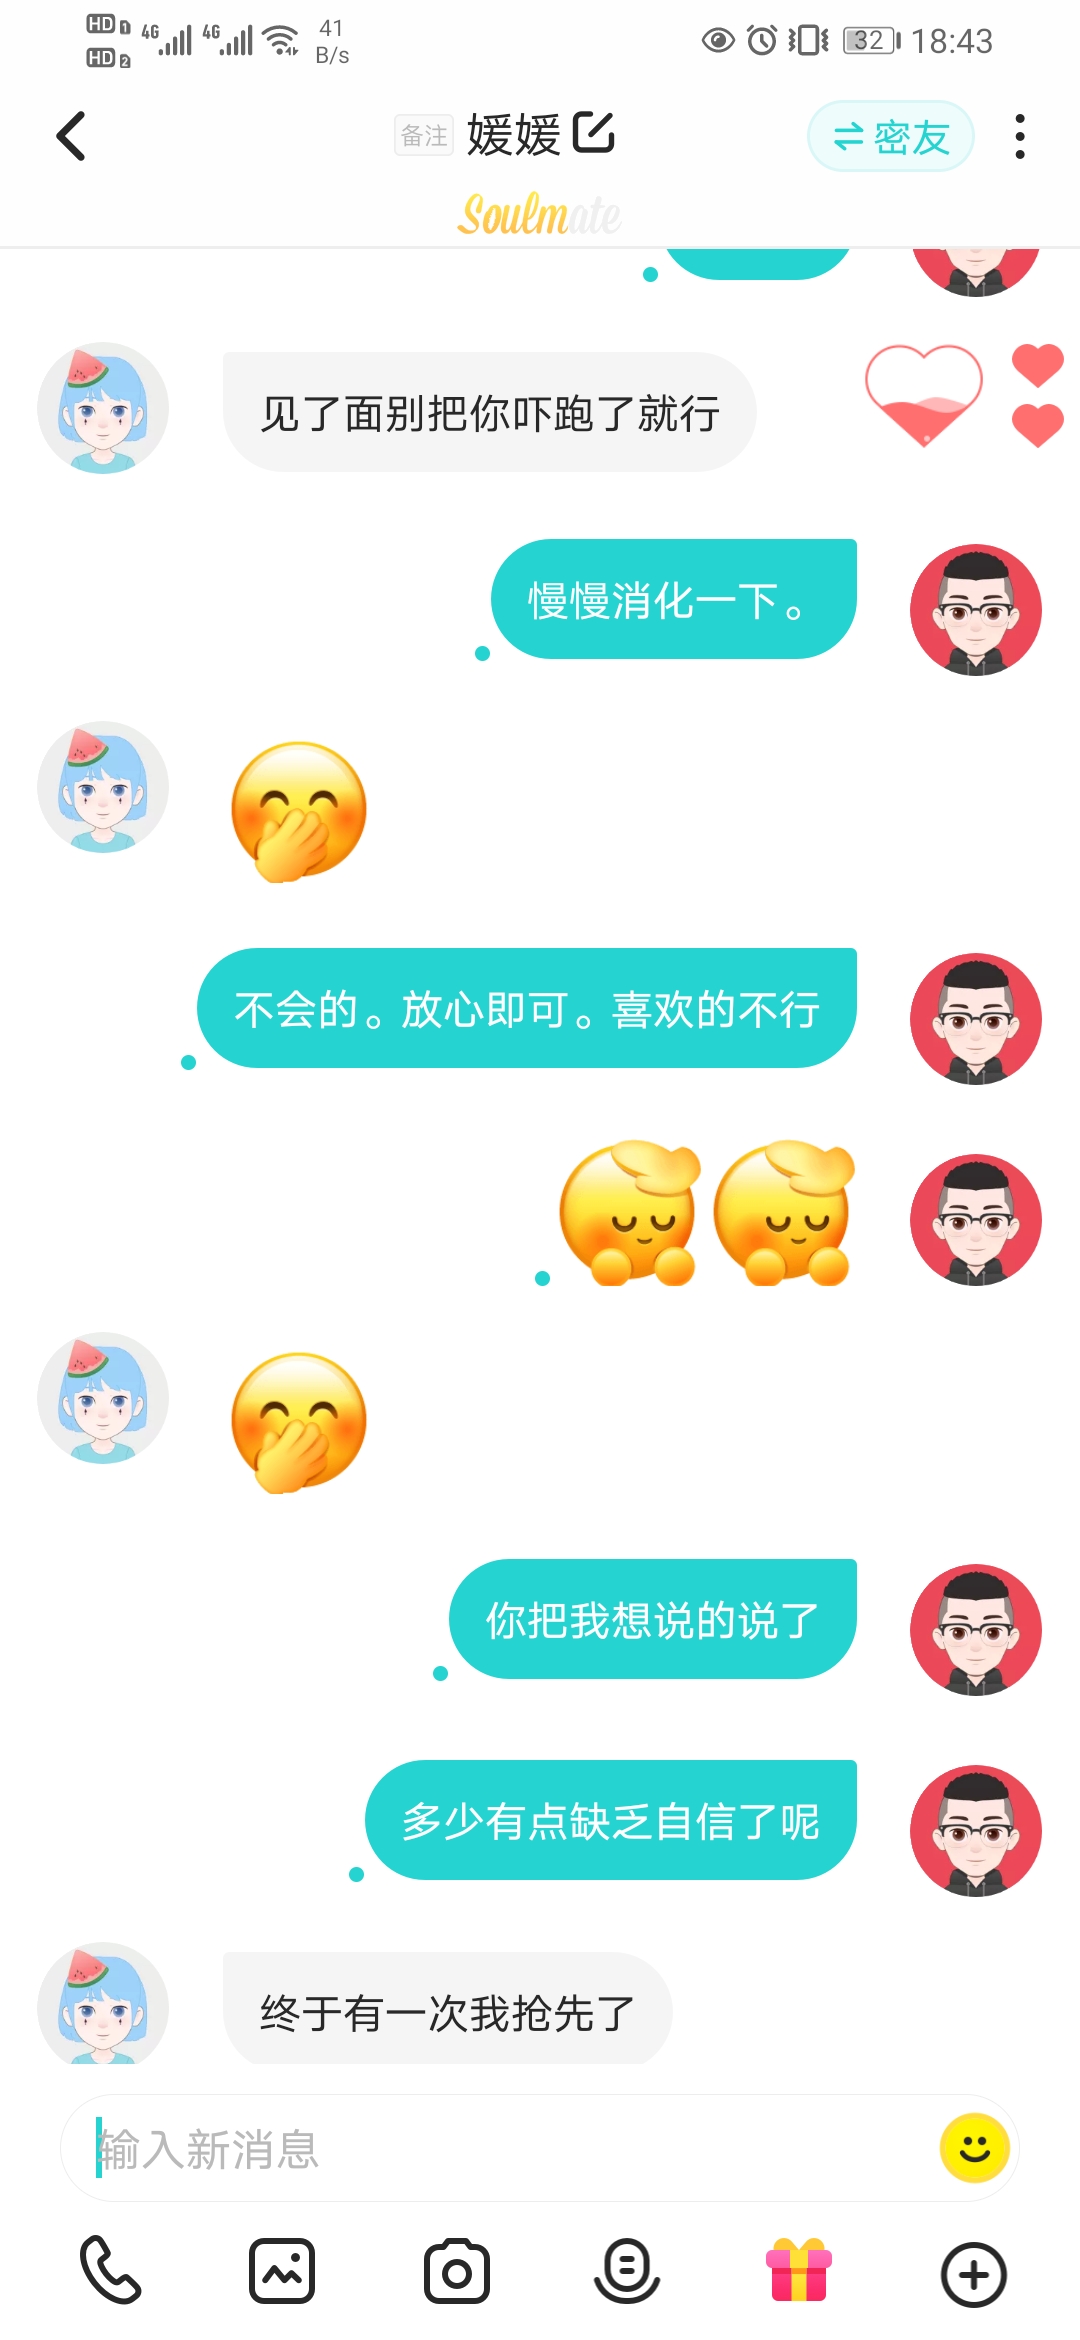 HD 1 4G 4G 41
HD 2 B/s
32 18:43
备注 媛媛 密友
Soulmate
见了面别把你吓跑了就行
慢慢消化一下。
不会的。放心即可。喜欢的不行
你把我想说的说了
多少有点缺乏自信了呢
终于有一次我抢先了
输入新消息